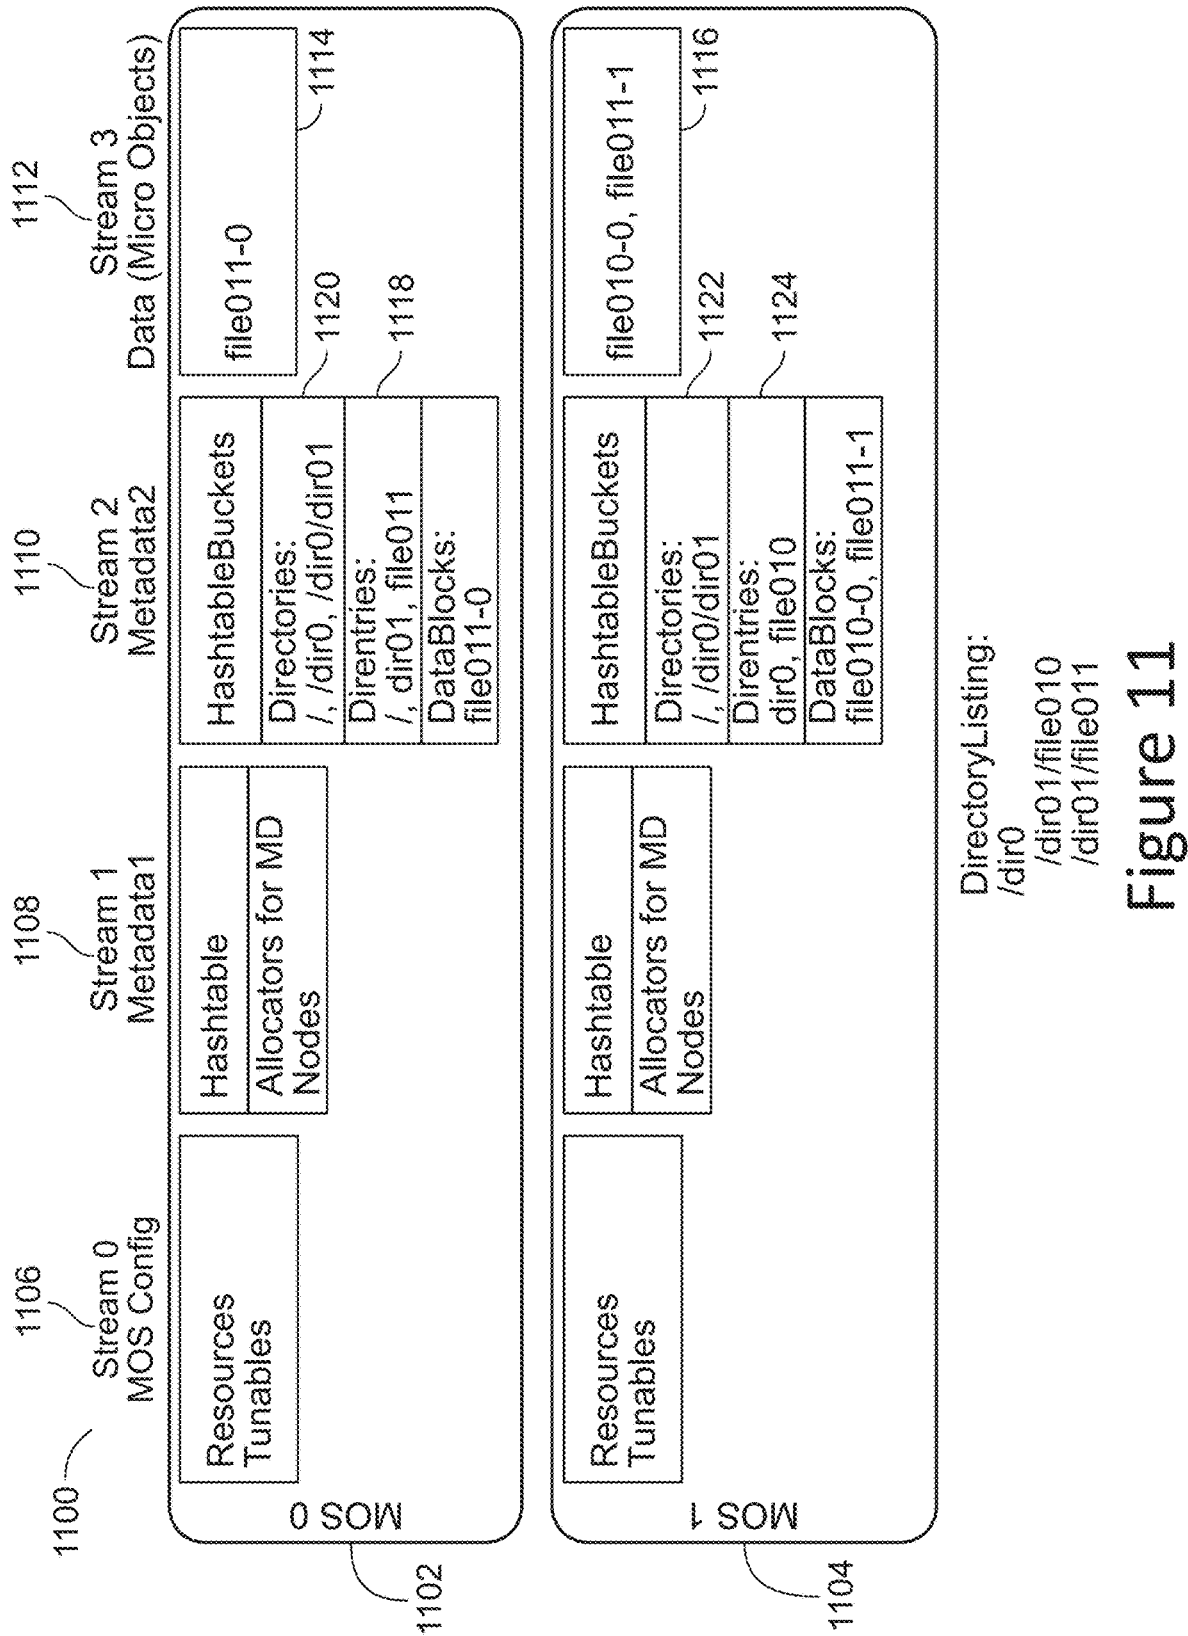 1100
1106
Stream 0
MOS Config
1108
Stream 1
Metadata1
1110
Stream 2
Metadata2
1112
Stream 3
Data (Micro Objects)
MOS 0
1102
Resources
Tunables
Hashtable
Allocators for MD
Nodes
HashtableBuckets
Directories:
/, /dir0, /dir0/dir01
1120
Direntries:
/, dir01, file011
1118
DataBlocks:
file011-0
file011-0
1114
MOS 1
1104
Resources
Tunables
Hashtable
Allocators for MD
Nodes
HashtableBuckets
Directories:
/, /dir0/dir01
1122
Direntries:
dir0, file010
1124
DataBlocks:
file010-0, file011-1
file010-0, file011-1
1116
DirectoryListing:
/dir0
/dir01/file010
/dir01/file011
Figure 11